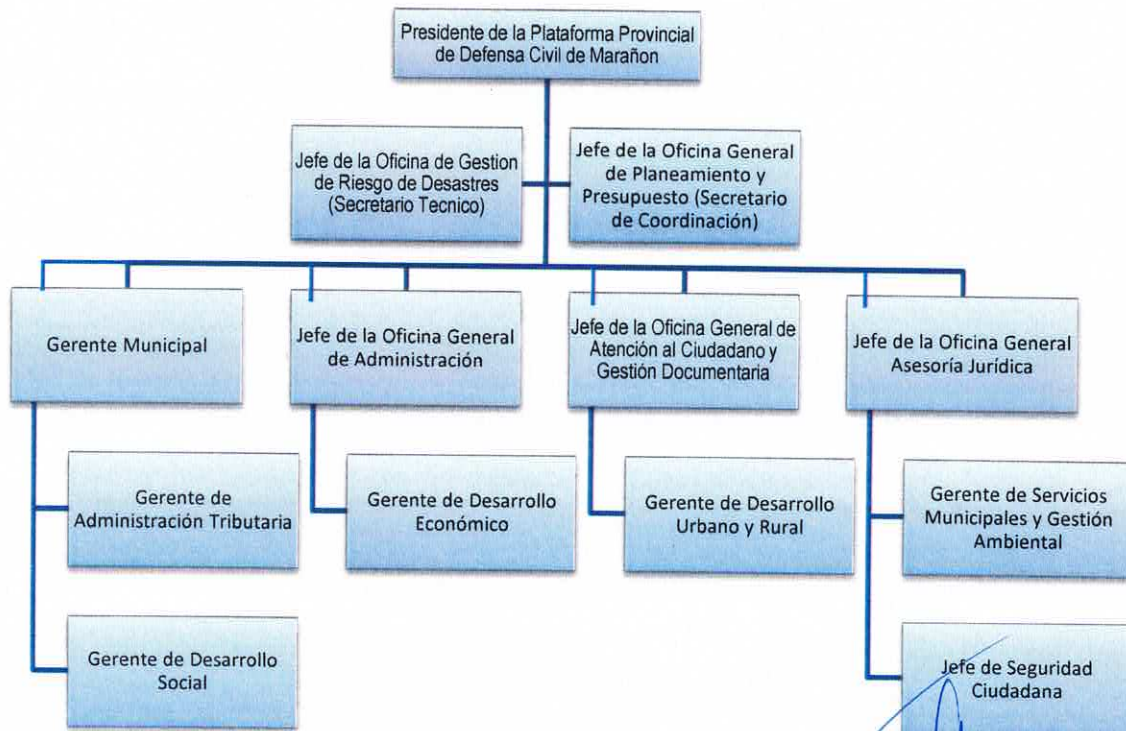 Presidente de la Plataforma Provincial
de Defensa Civil de Marañon
Jefe de la Oficina de Gestion
de Riesgo de Desastres
(Secretario Tecnico)
Jefe de la Oficina General
de Planeamiento y
Presupuesto (Secretario
de Coordinación)
Gerente Municipal
Jefe de la Oficina General
de Administración
Jefe de la Oficina General de
Atención al Ciudadano y
Gestión Documentaria
Jefe de la Oficina General
Asesoría Jurídica
Gerente de
Administración Tributaria
Gerente de Desarrollo
Económico
Gerente de Desarrollo
Urbano y Rural
Gerente de Servicios
Municipales y Gestión
Ambiental
Gerente de Desarrollo
Social
Jefe de Seguridad
Ciudadana